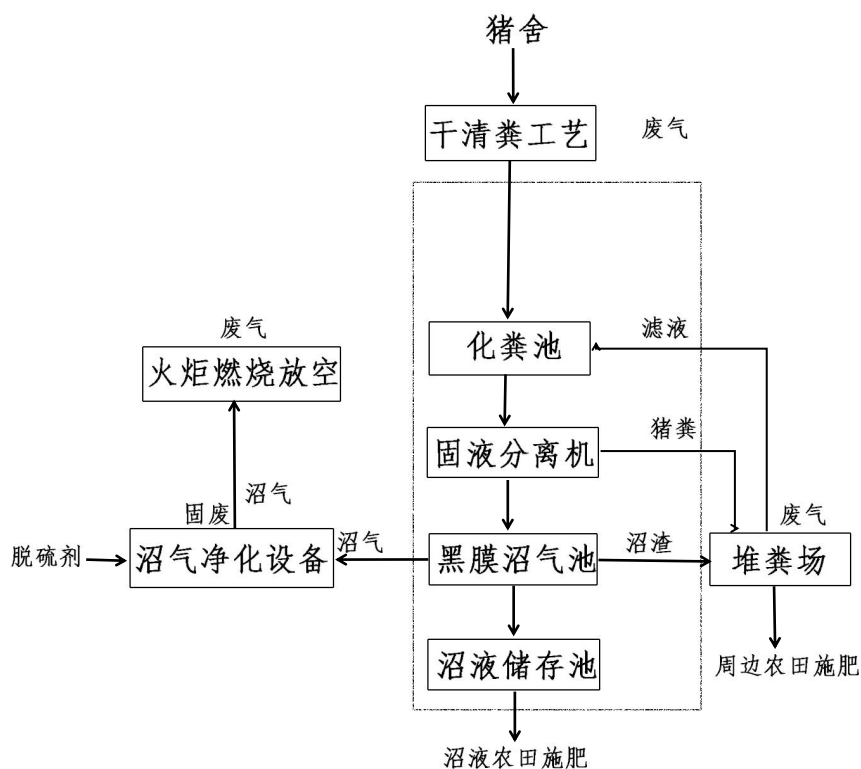 猪舍
干清粪工艺
废气
化粪池
滤液
废气
火炬燃烧放空
固液分离机
猪粪
沼气
固废
脱硫剂
沼气净化设备
沼气
黑膜沼气池
沼渣
废气
堆粪场
沼液储存池
周边农田施肥
沼液农田施肥